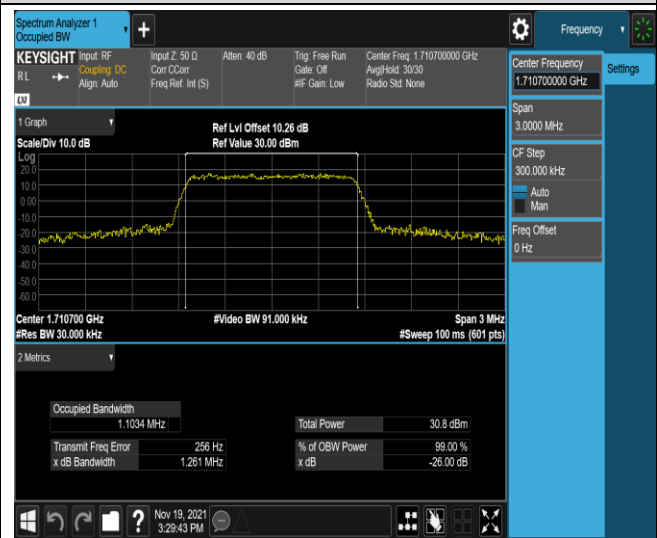 Spectrum Analyzer 1
Occupied BW
+
Frequency
KEYSIGHT
Input: RF
Coupling: DC
Align: Auto
Input Z: 50 Ω
Corr CCorr
Freq Ref: Int (S)
Atten: 40 dB
Trig: Free Run
Gate: Off
#IF Gain: Low
Center Freq: 1.710700000 GHz
Avg|Hold: 30/30
Radio Std: None
R L
LXI
Center Frequency
1.710700000 GHz
Settings
Span
3.0000 MHz
CF Step
300.000 kHz
Auto
Man
Freq Offset
0 Hz
1 Graph
Ref Lvl Offset 10.26 dB
Scale/Div 10.0 dB
Ref Value 30.00 dBm
Log
20.0
10.0
0.00
-10.0
-20.0
-30.0
-40.0
-50.0
-60.0
Center 1.710700 GHz
#Video BW 91.000 kHz
Span 3 MHz
#Res BW 30.000 kHz
#Sweep 100 ms (601 pts)
2 Metrics
Occupied Bandwidth
1.1034 MHz
Total Power
30.8 dBm
Transmit Freq Error
256 Hz
% of OBW Power
99.00 %
x dB Bandwidth
1.261 MHz
x dB
-26.00 dB
?
Nov 19, 2021
3:29:43 PM